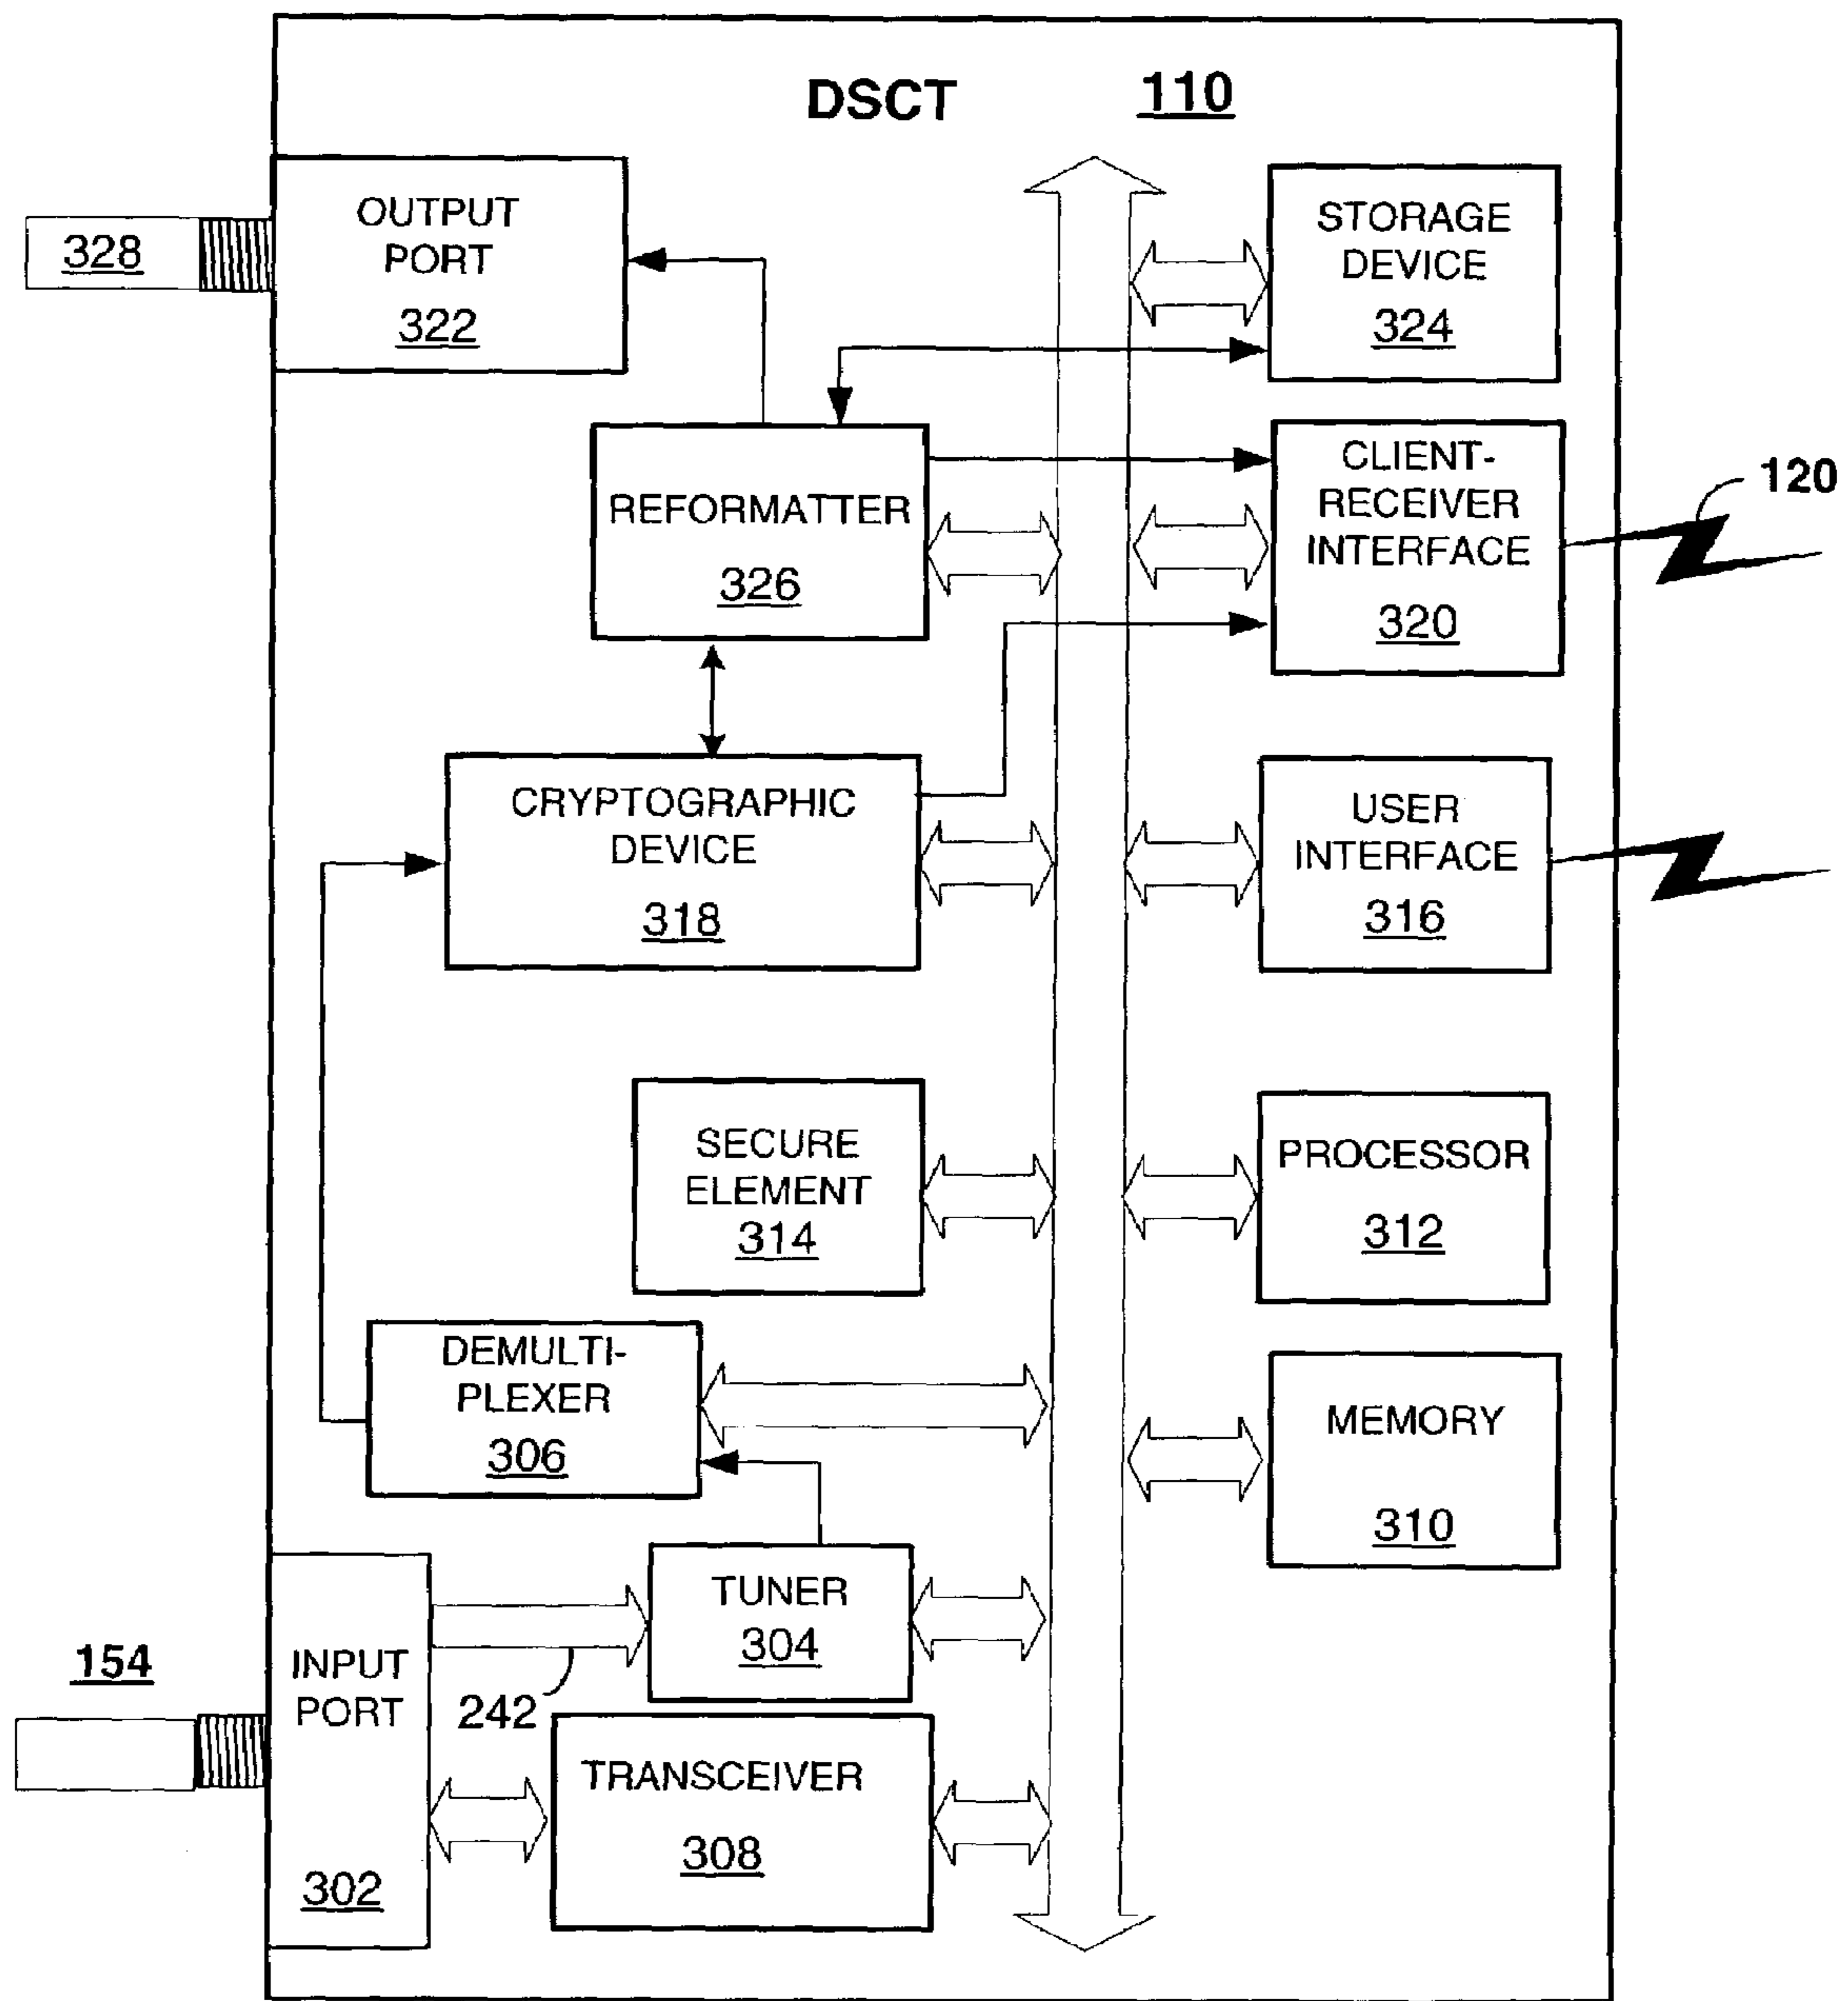 DSCT 110
OUTPUT
PORT
322
328
STORAGE
DEVICE
324
REFORMATTER
326
CLIENT-
RECEIVER
INTERFACE
320
120
CRYPTOGRAPHIC
DEVICE
318
USER
INTERFACE
316
SECURE
ELEMENT
314
PROCESSOR
312
DEMULTI-
PLEXER
306
MEMORY
310
TUNER
304
154
INPUT
PORT
302
242
TRANSCEIVER
308